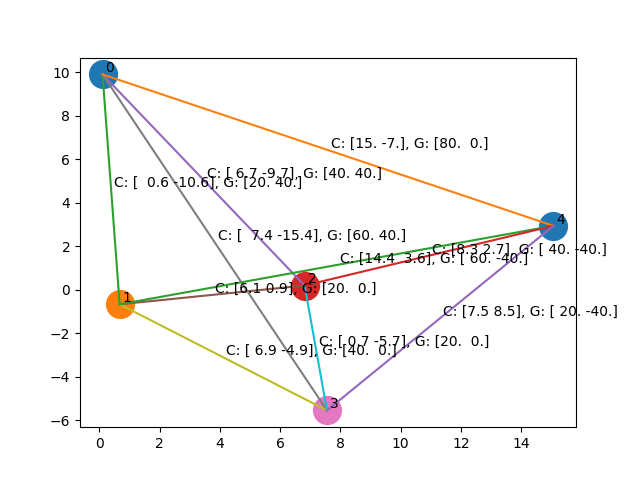 10
8
6
4
2
0
−2
−4
−6
0
2
4
6
8
10
12
14
0
1
2
3
4
C: [15. -7.], G: [80.  0.]
C: [ 6.7 -9.7], G: [40. 40.]
C: [  0.6 -10.6], G: [20. 40.]
C: [  7.4 -15.4], G: [60. 40.]
C: [8.3 2.7], G: [ 40. -40.]
C: [14.4  3.6], G: [ 60. -40.]
C: [6.1 0.9], G: [20.  0.]
C: [7.5 8.5], G: [ 20. -40.]
C: [ 0.7 -5.7], G: [20.  0.]
C: [ 6.9 -4.9], G: [40.  0.]